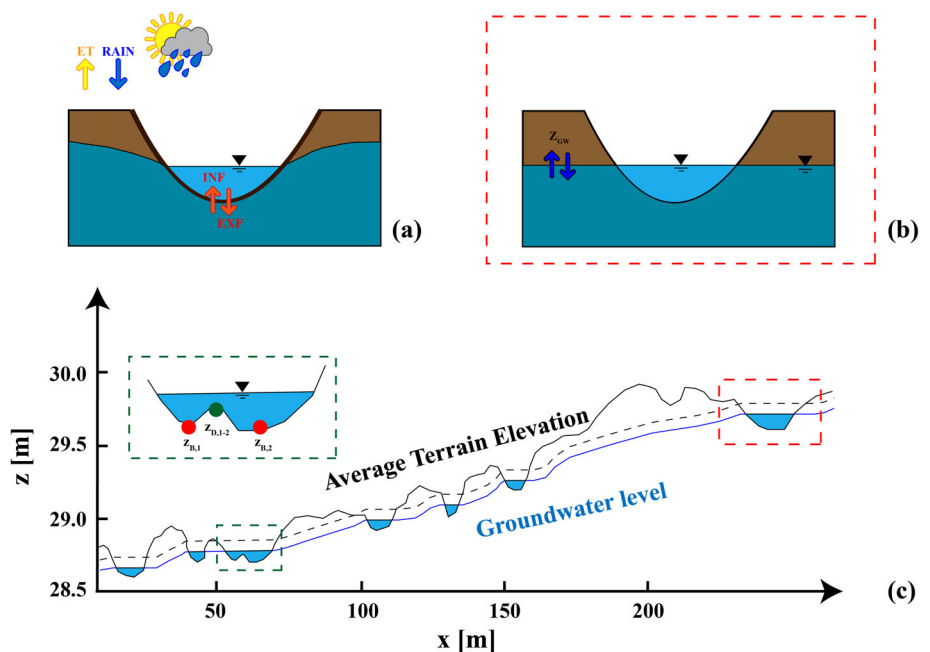 ET RAIN
INF
EXF
(a)
Z_GW
(b)
z [m]
30.0
29.5
29.0
28.5
z_B,1
z_D,1-2
z_B,2
Average Terrain Elevation
Groundwater level
50
100
150
200
x [m]
(c)